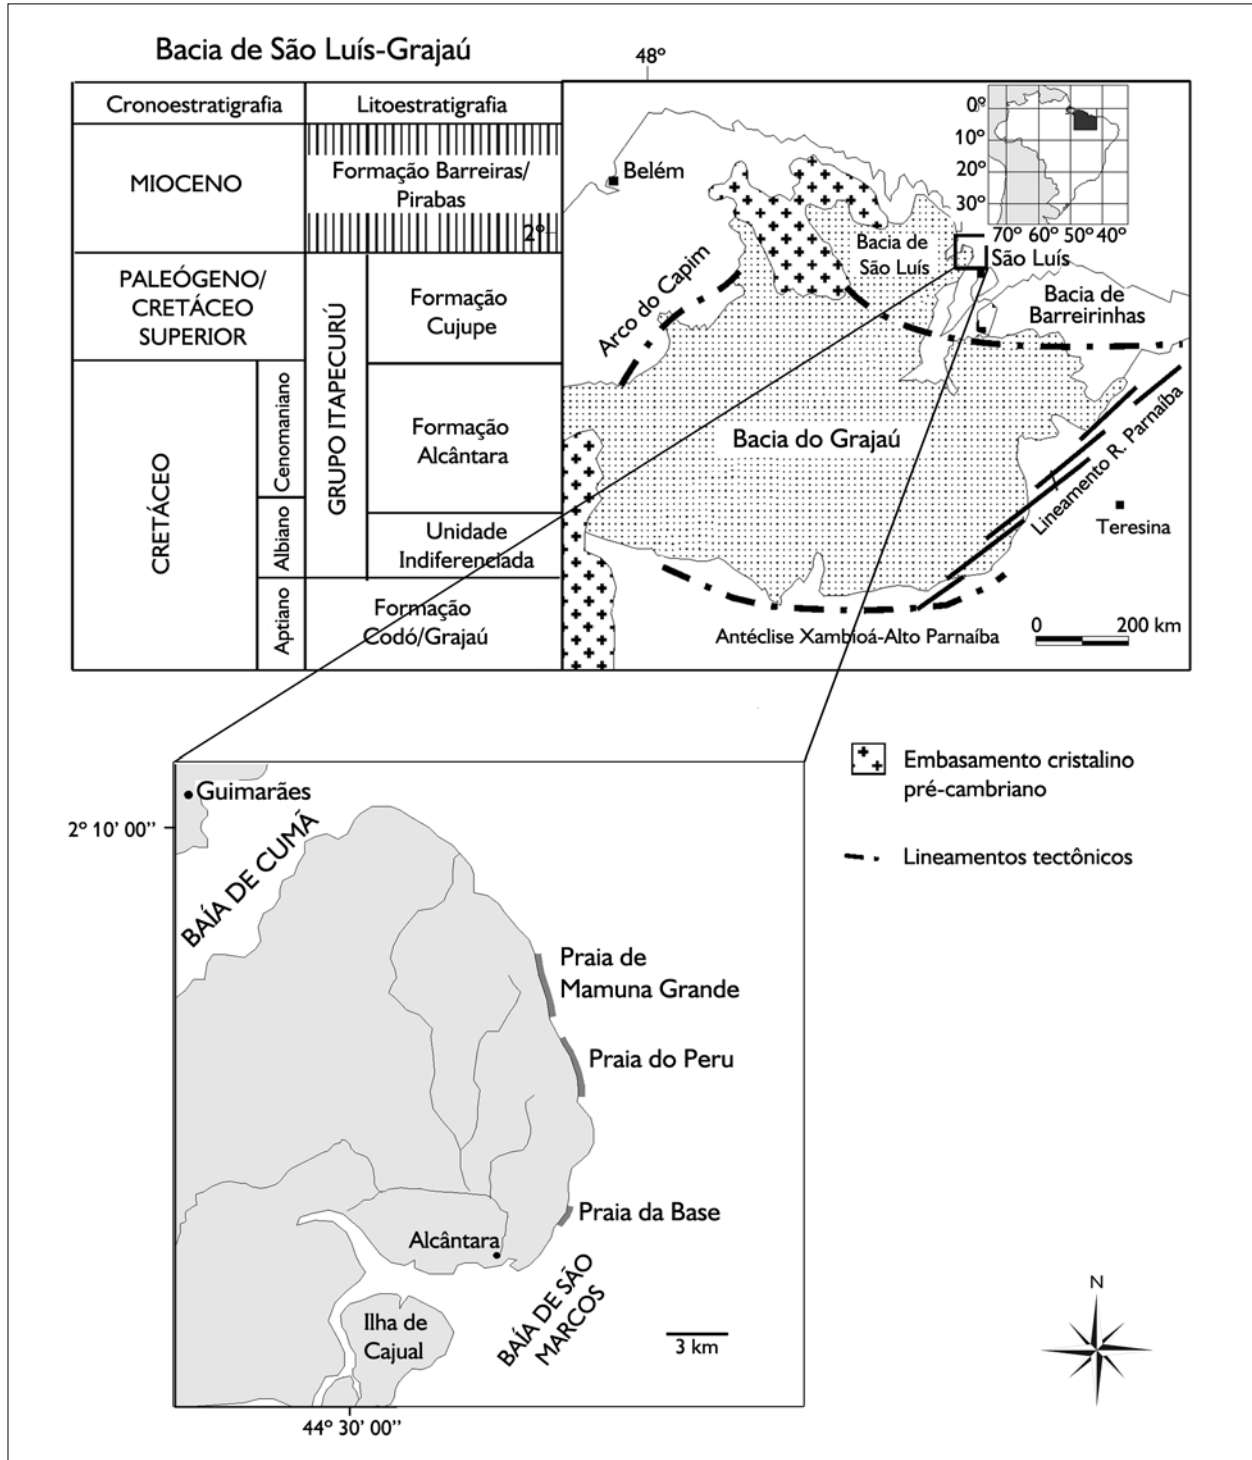 Bacia de São Luís-Grajaú
Cronoestratigrafia
Litoestratigrafia
MIOCENO
Formação Barreiras/
Pirabas
PALEÓGENO/
CRETÁCEO
SUPERIOR
GRUPO ITAPECURÚ
Formação
Cujupe
CRETÁCEO
Cenomaniano
Formação
Alcântara
Albiano
Unidade
Indiferenciada
Aptiano
Formação
Codó/Grajaú
48º
2º
Belém
Arco do Capim
Bacia de
São Luís
São Luís
Bacia de
Barreirinhas
Bacia do Grajaú
Lineamento R. Parnaíba
Teresina
Antéclise Xambioá-Alto Parnaíba
0 200 km
0º
10º
20º
30º
70º 60º 50º 40º
Embasamento cristalino
pré-cambriano
Lineamentos tectônicos
Guimarães
2º 10' 00''
BAÍA DE CUMÃ
Praia de
Mamuna Grande
Praia do Peru
Praia da Base
Alcântara
Ilha de
Cajual
BAÍA DE SÃO
MARCOS
3 km
44º 30' 00''
N